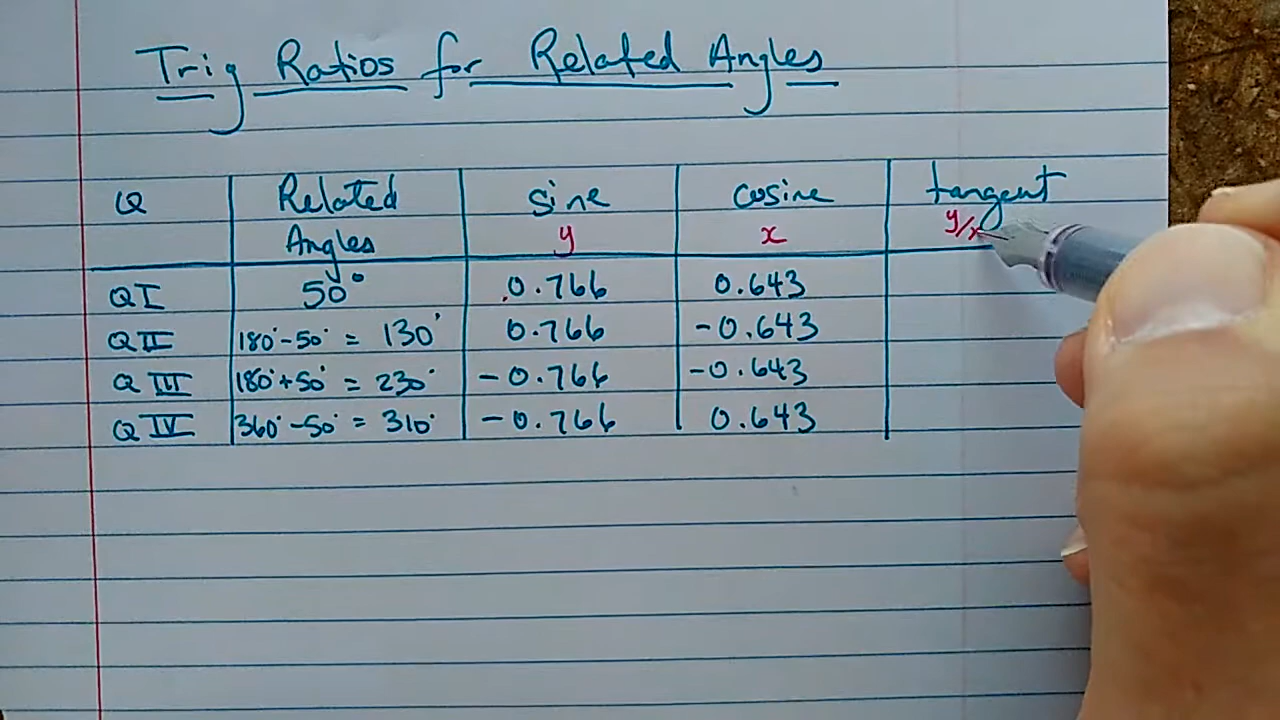 Trig Ratios for Related Angles
Q Related Angles sine y cosine x tangent y/x
QI 50° 0.766 0.643
QII 180°-50° = 130° 0.766 -0.643
QIII 180°+50° = 230° -0.766 -0.643
QIV 360°-50° = 310° -0.766 0.643